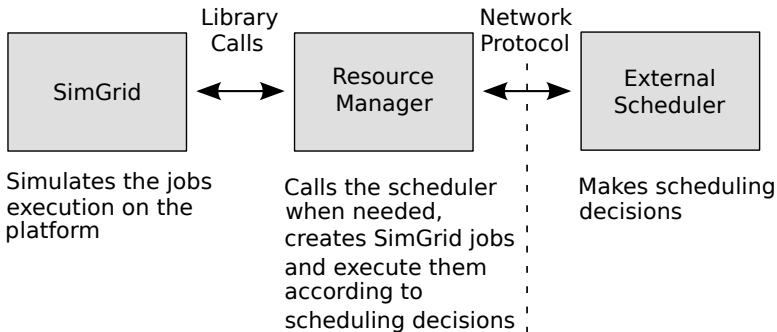 Library
Calls
Network
Protocol
SimGrid
Resource
Manager
External
Scheduler
Simulates the jobs
execution on the
platform
Calls the scheduler
when needed,
creates SimGrid jobs
and execute them
according to
scheduling decisions
Makes scheduling
decisions